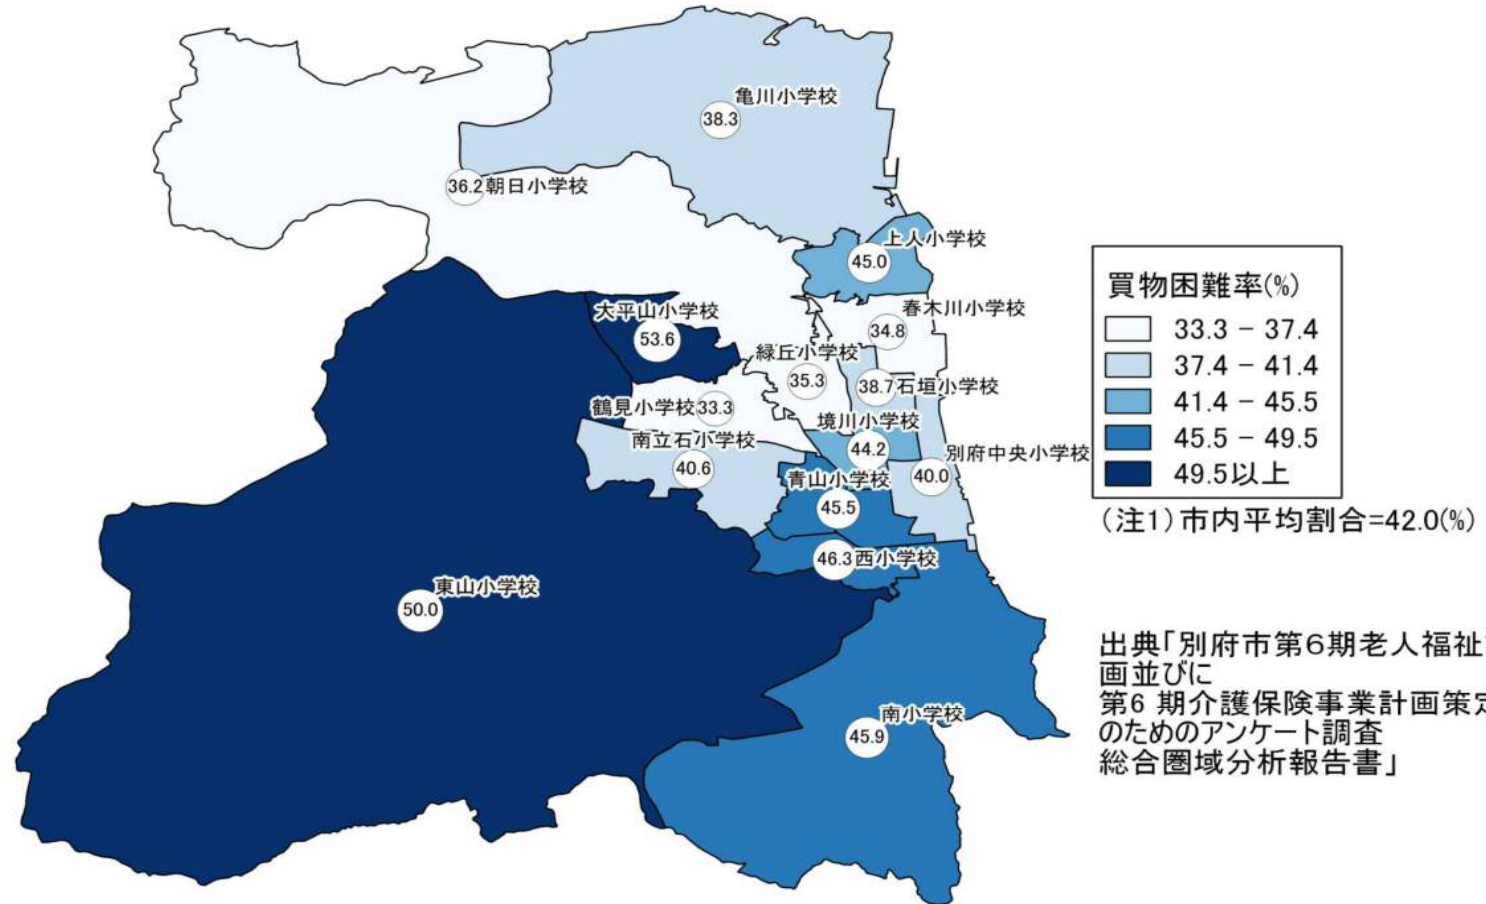 亀川小学校
38.3
36.2 朝日小学校
上人小学校
45.0
大平山小学校
53.6
春木川小学校
34.8
緑丘小学校
35.3
38.7 石垣小学校
鶴見小学校 33.3
境川小学校
44.2
南立石小学校
40.6
別府中央小学校
40.0
青山小学校
45.5
46.3 西小学校
東山小学校
50.0
南小学校
45.9
買物困難率(%)
33.3 − 37.4
37.4 − 41.4
41.4 − 45.5
45.5 − 49.5
49.5以上
(注1)市内平均割合=42.0(%)
出典「別府市第6期老人福祉
画並びに
第6 期介護保険事業計画策定
のためのアンケート調査
総合圏域分析報告書」